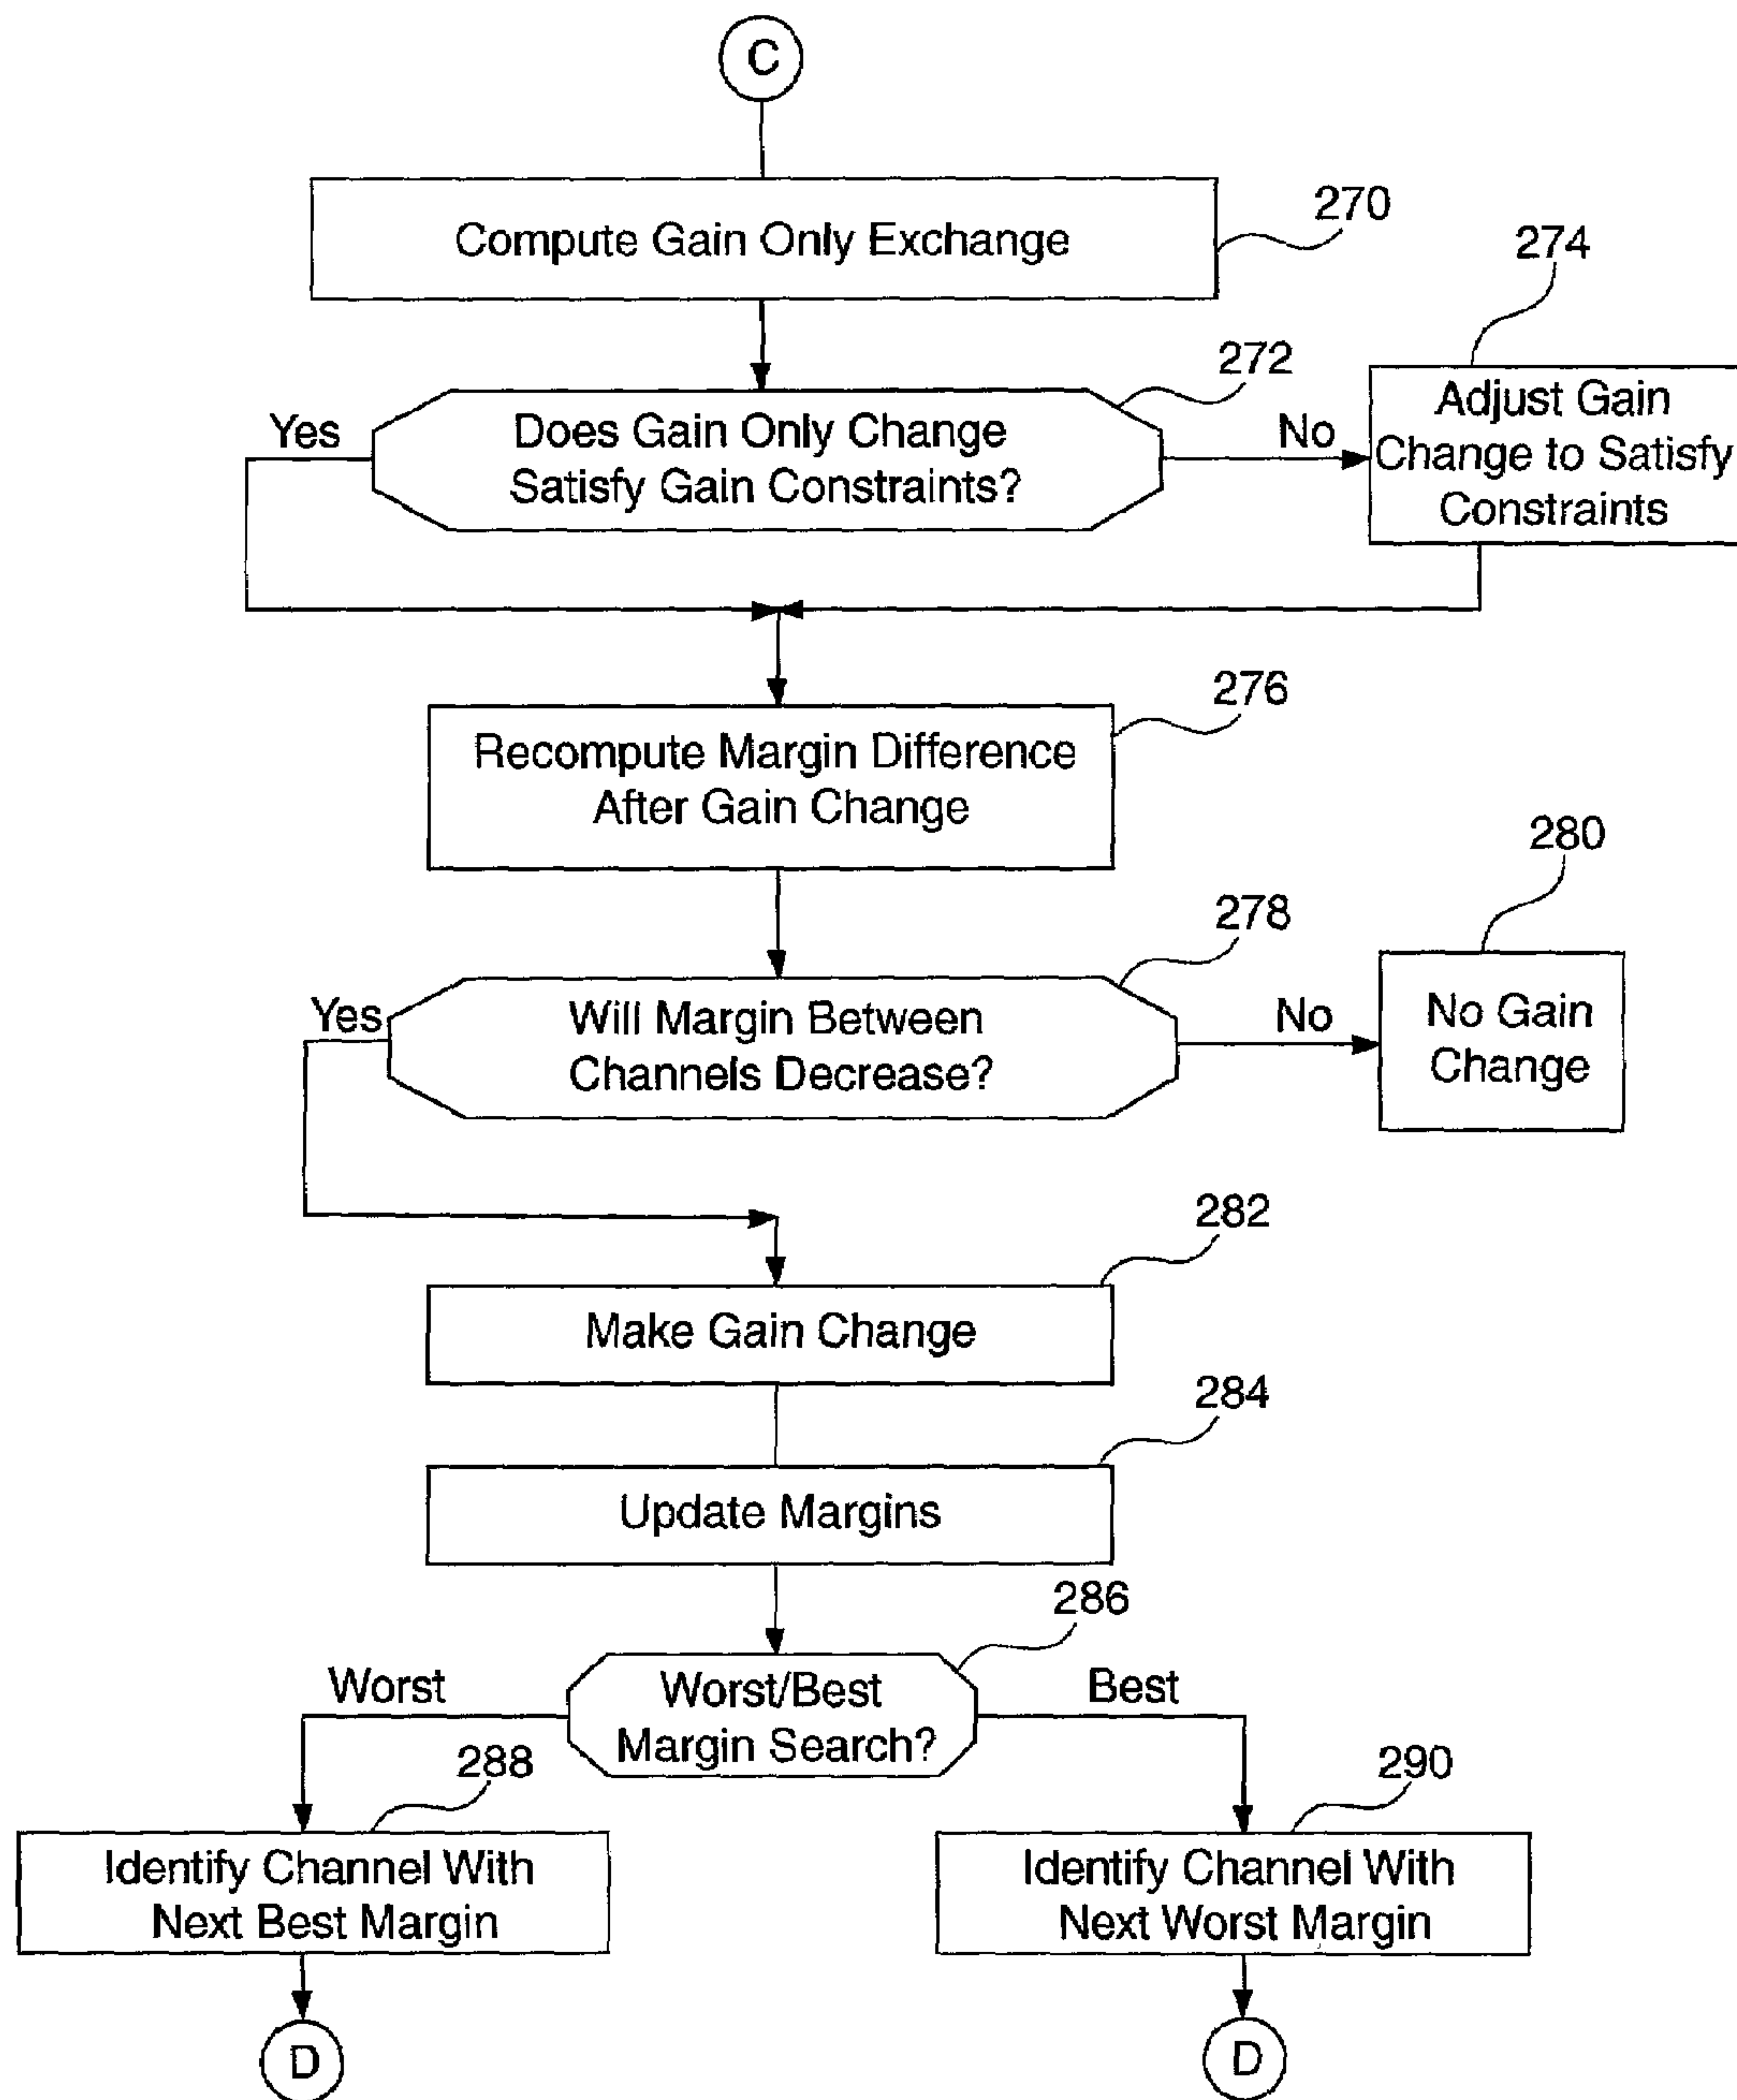 C
Compute Gain Only Exchange
270
274
272
Yes
Does Gain Only Change
Satisfy Gain Constraints?
No
Adjust Gain
Change to Satisfy
Constraints
276
Recompute Margin Difference
After Gain Change
280
278
Yes
Will Margin Between
Channels Decrease?
No
No Gain
Change
282
Make Gain Change
284
Update Margins
286
Worst
Worst/Best
Margin Search?
Best
288
290
Identify Channel With
Next Best Margin
Identify Channel With
Next Worst Margin
D
D